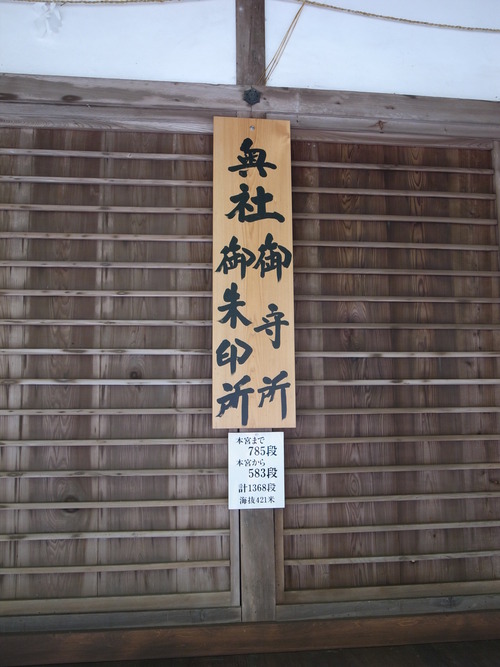 奥社
御守所
御朱印所
本宮まで
785段
本宮から
583段
計1368段
海抜421米